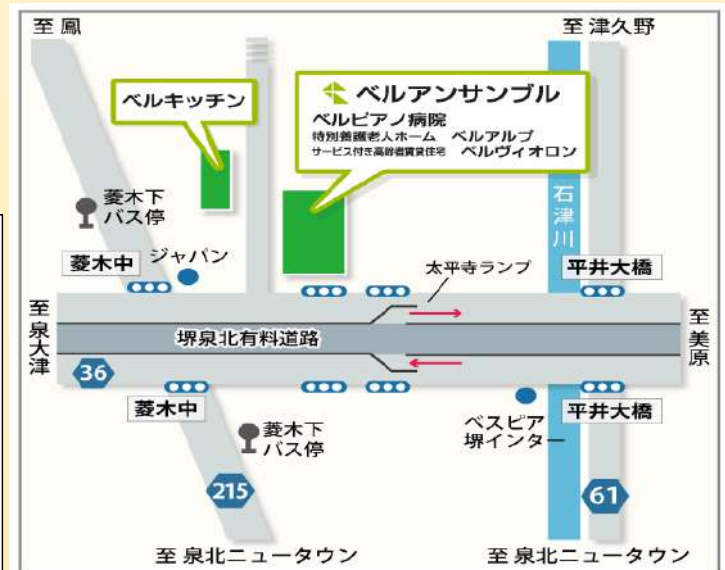 至 鳳
至 津久野
ベルキッチン
ベルアンサンブル
ベルピアノ病院
特別養護老人ホーム ベルアルプ
サービス付き高齢者賃貸住宅 ベルヴィオロン
菱木下
バス停
石津川
菱木中
ジャパン
太平寺ランプ
平井大橋
至泉大津
堺泉北有料道路
至美原
36
菱木中
菱木下
バス停
ベスピア
堺インター
平井大橋
215
61
至 泉北ニュータウン
至 泉北ニュータウン